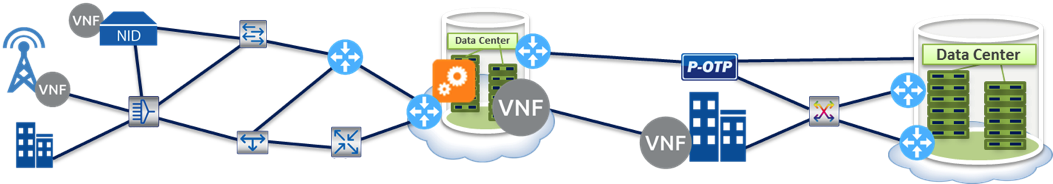 VNF
NID
VNF
Data Center
VNF
VNF
P-OTP
Data Center